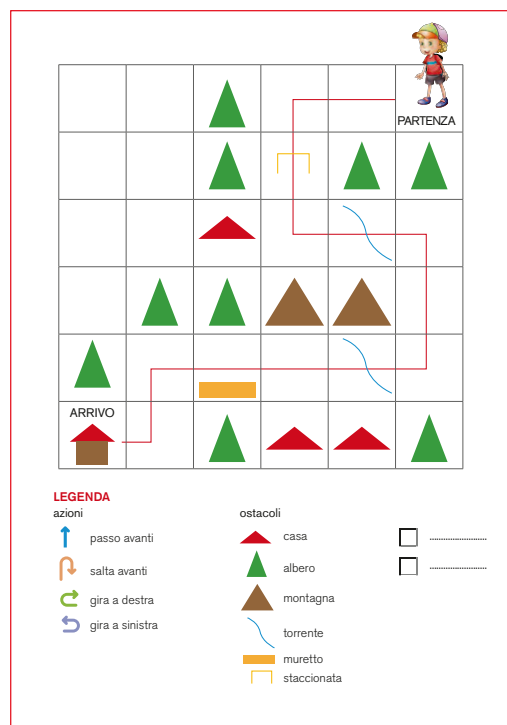 PARTENZA
ARRIVO
LEGENDA
azioni
passo avanti
salta avanti
gira a destra
gira a sinistra
ostacoli
casa
albero
montagna
torrente
muretto
staccionata